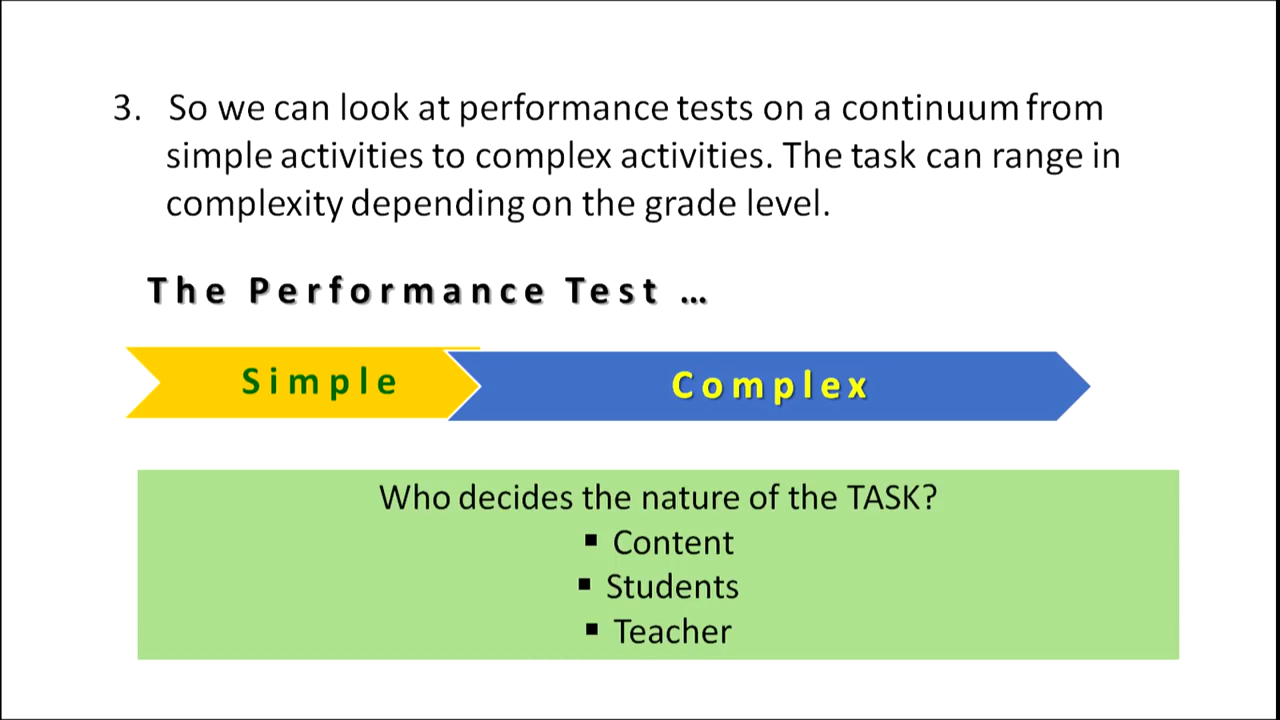 3. So we can look at performance tests on a continuum from
simple activities to complex activities. The task can range in
complexity depending on the grade level.
The Performance Test ...
Simple
Complex
Who decides the nature of the TASK?
▪ Content
▪ Students
▪ Teacher